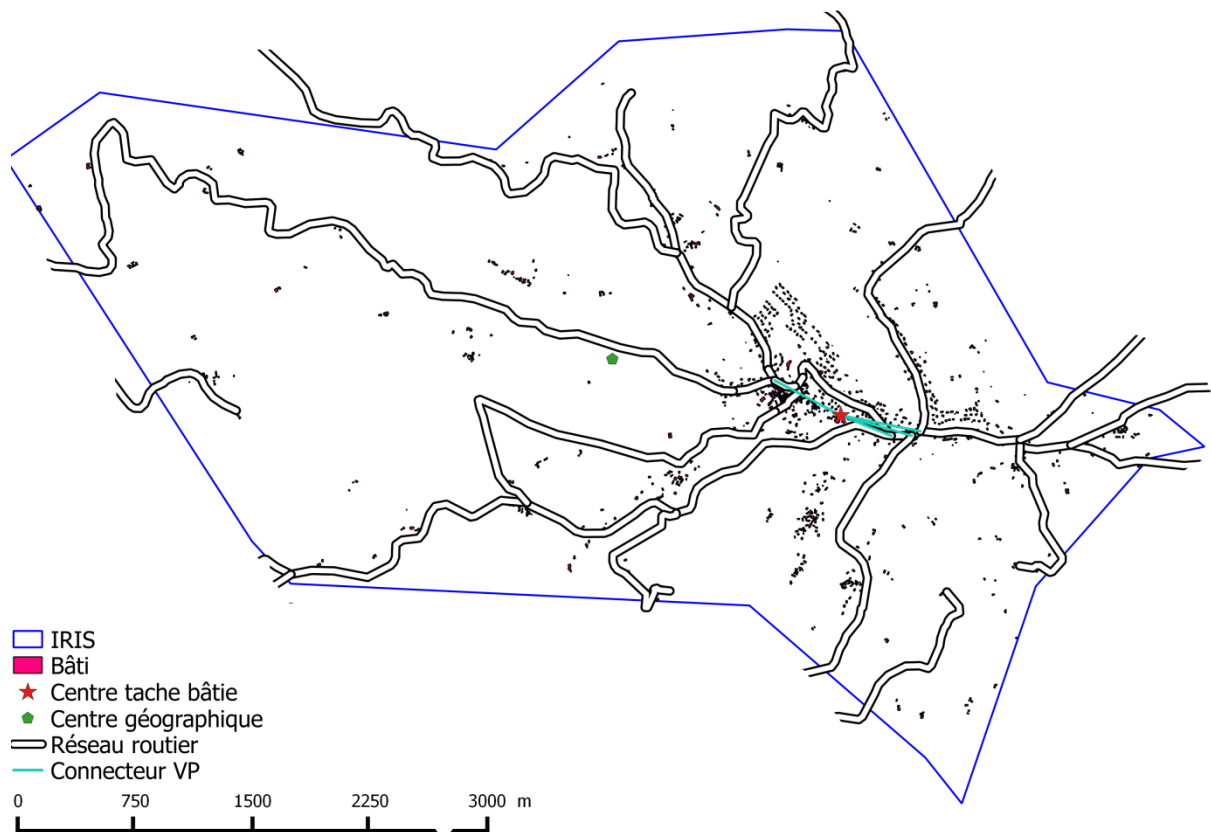 IRIS
Bâti
Centre tache bâtie
Centre géographique
Réseau routier
Connecteur VP
0 750 1500 2250 3000 m